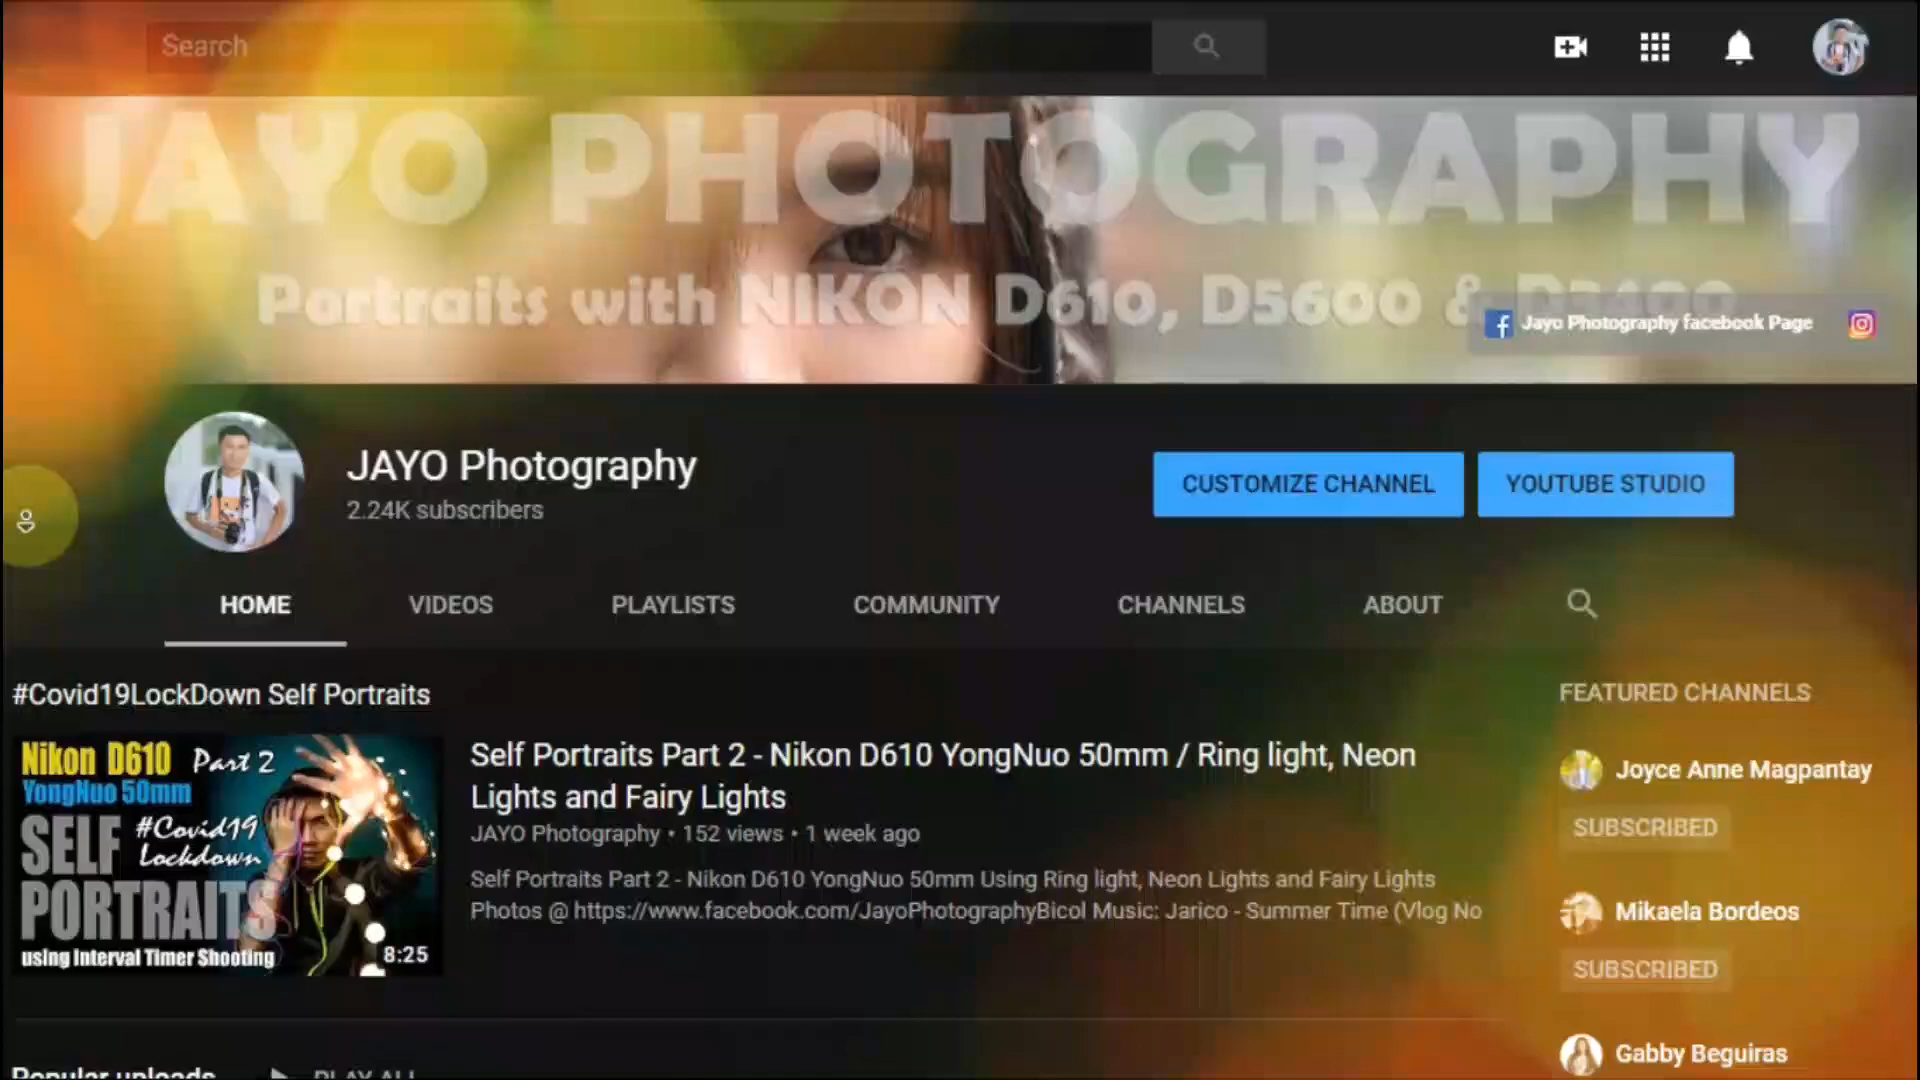 Search
JAYO PHOTOGRAPHY
Portraits with NIKON D610, D5600 & D3400
Jayo Photography facebook Page
JAYO Photography
2.24K subscribers
CUSTOMIZE CHANNEL
YOUTUBE STUDIO
HOME
VIDEOS
PLAYLISTS
COMMUNITY
CHANNELS
ABOUT
#Covid19LockDown Self Portraits
Nikon D610 Part 2
YongNuo 50mm
#Covid19
Lockdown
SELF
PORTRAITS
using Interval Timer Shooting
8:25
Self Portraits Part 2 - Nikon D610 YongNuo 50mm / Ring light, Neon
Lights and Fairy Lights
JAYO Photography • 152 views • 1 week ago
Self Portraits Part 2 - Nikon D610 YongNuo 50mm Using Ring light, Neon Lights and Fairy Lights
Photos @ https://www.facebook.com/JayoPhotographyBicol Music: Jarico - Summer Time (Vlog No
FEATURED CHANNELS
Joyce Anne Magpantay
SUBSCRIBED
Mikaela Bordeos
SUBSCRIBED
Gabby Beguiras
Popular uploads
PLAY ALL